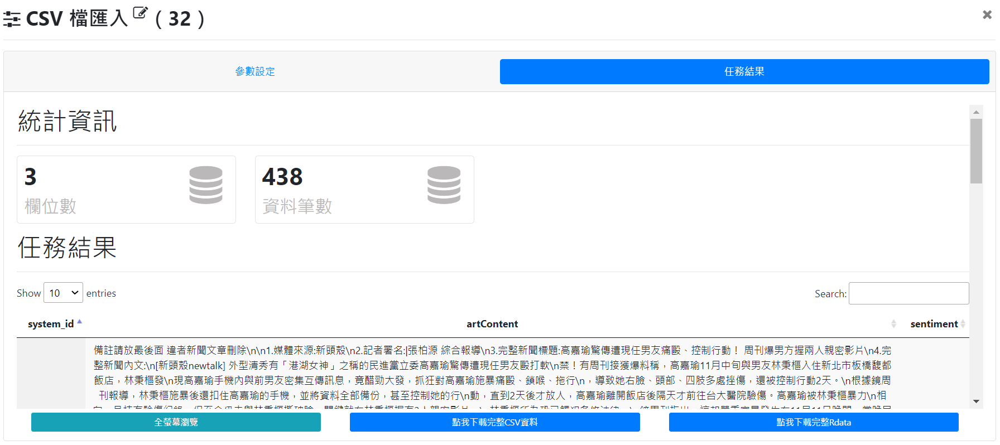 CSV 檔匯入 ( 32 )
參數設定
任務結果
統計資訊
3
欄位數
438
資料筆數
任務結果
Show 10 entries
Search:
system_id
artContent
sentiment
備註請放最後面 違者新聞文章刪除\n\n1.媒體來源:新頭殼\n2.記者署名:|張柏源 綜合報導\n3.完整新聞標題:高嘉瑜驚傳遭現任男友痛毆、控制行動！ 周刊爆男方握兩人親密影片\n4.完
整新聞內文:\n[新頭殼newtalk] 外型清秀有「港湖女神」之稱的民進黨立委高嘉瑜驚傳遭現任男友毆打軟\n禁！有周刊接獲爆料稱，高嘉瑜11月中旬與男友林秉樞入住新北市板橋馥都
飯店，林秉樞發\n現高嘉瑜手機內與前男友密集互傳訊息，竟醋勁大發，抓狂對高嘉瑜施暴痛毆、鎖喉、拖行\n，導致她右臉、頭部、四肢多處挫傷，還被控制行動2天。\n根據鏡周
刊報導，林秉樞施暴後還扣住高嘉瑜的手機，並將資料全部備份，甚至控制她的行\n動，直到2天後才放人，高嘉瑜離開飯店後隔天才前往台大醫院驗傷。高嘉瑜被林秉樞暴力\n相
全螢幕瀏覽
點我下載完整CSV資料
點我下載完整Rdata